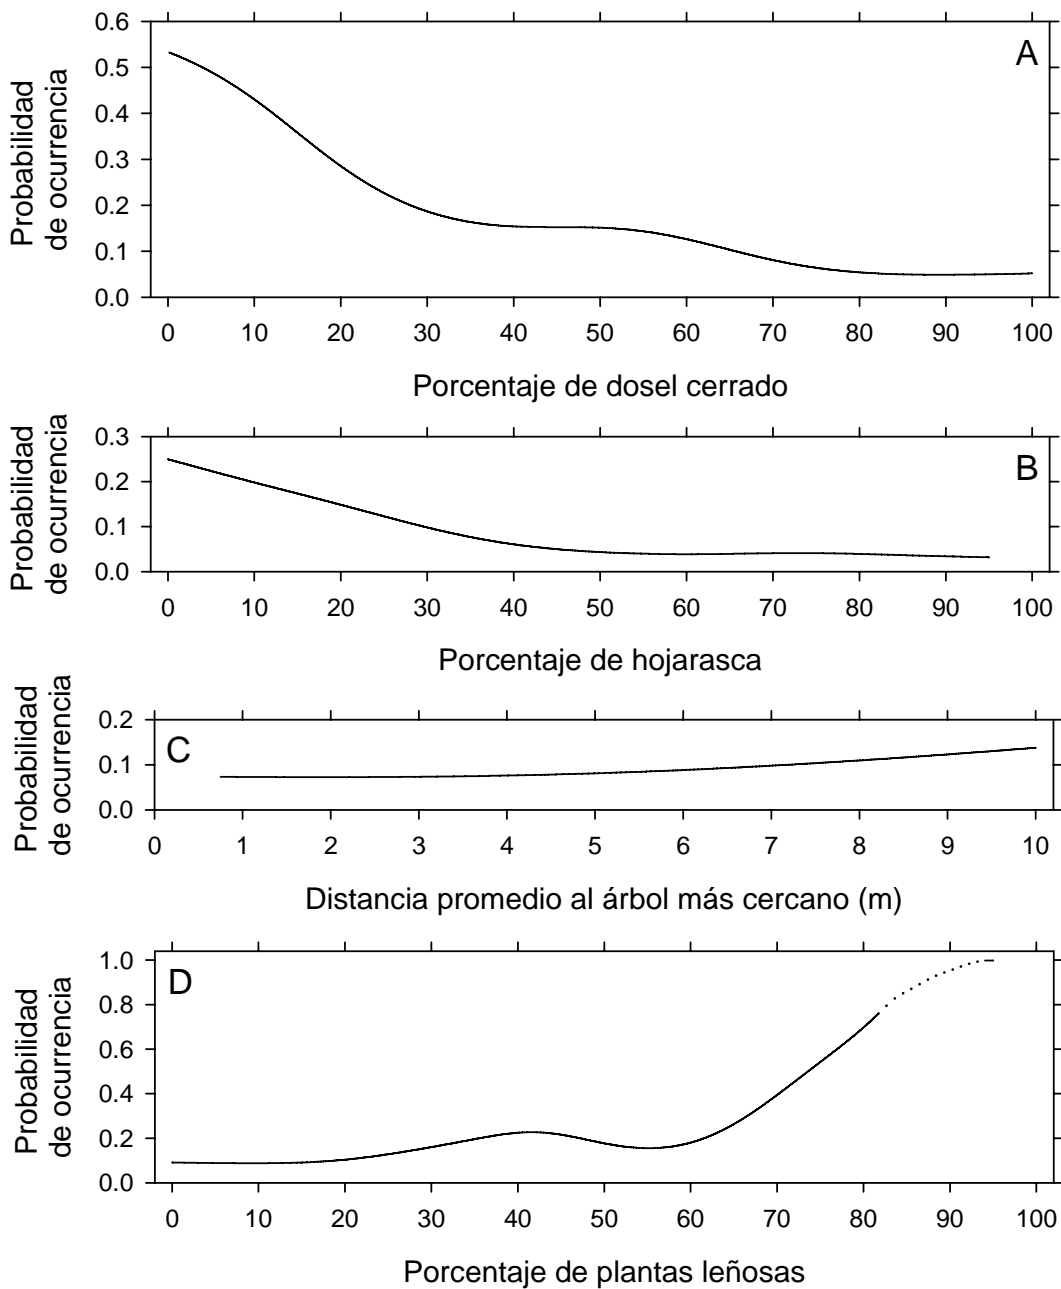 Probabilidad
de ocurrencia
0.6
0.5
0.4
0.3
0.2
0.1
0.0
A
0 10 20 30 40 50 60 70 80 90 100
Porcentaje de dosel cerrado
Probabilidad
de ocurrencia
0.3
0.2
0.1
0.0
B
0 10 20 30 40 50 60 70 80 90 100
Porcentaje de hojarasca
Probabilidad
de ocurrencia
0.2
0.1
0.0
C
0 1 2 3 4 5 6 7 8 9 10
Distancia promedio al árbol más cercano (m)
Probabilidad
de ocurrencia
1.0
0.8
0.6
0.4
0.2
0.0
D
0 10 20 30 40 50 60 70 80 90 100
Porcentaje de plantas leñosas